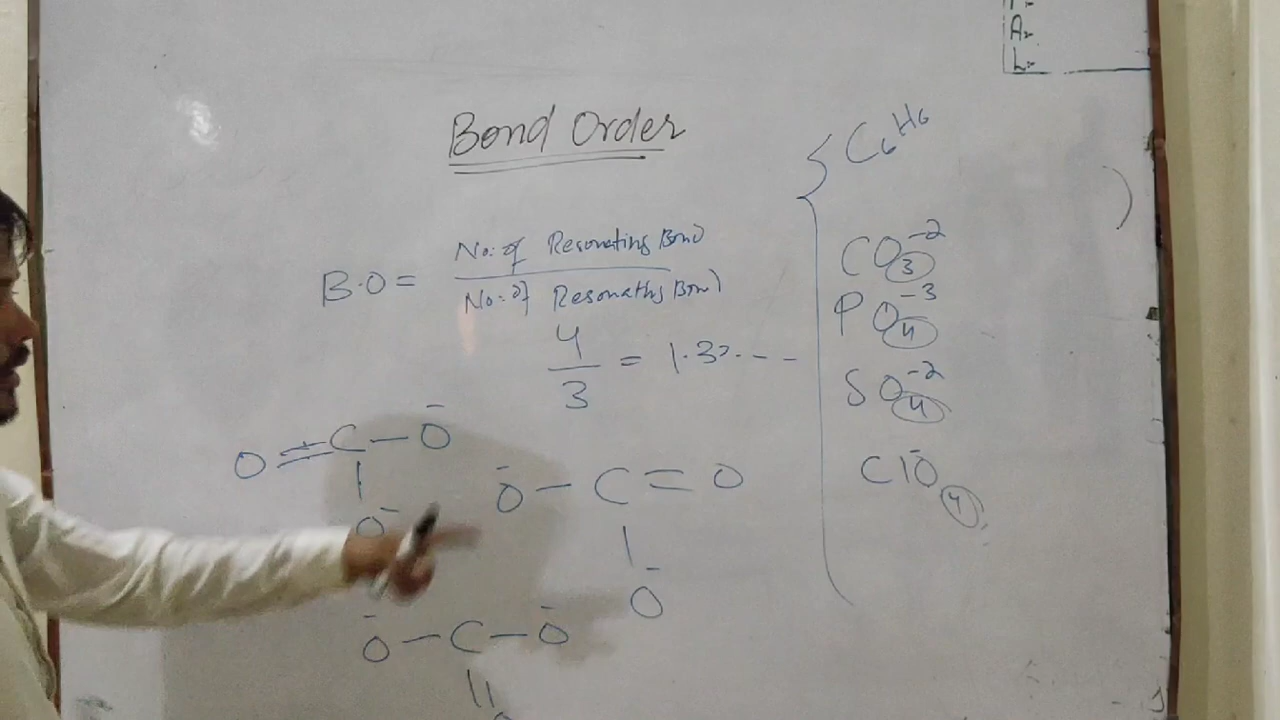 Bond Order
B.O = No: of Resonating Bond
No: of Resonating Bond
4
3 = 1.33---
O=C-O⁻
O⁻
⁻O-C=O
O⁻
⁻O-C-O⁻
||
C6H6
CO3⁻²
PO4⁻³
SO4⁻²
ClO4⁻